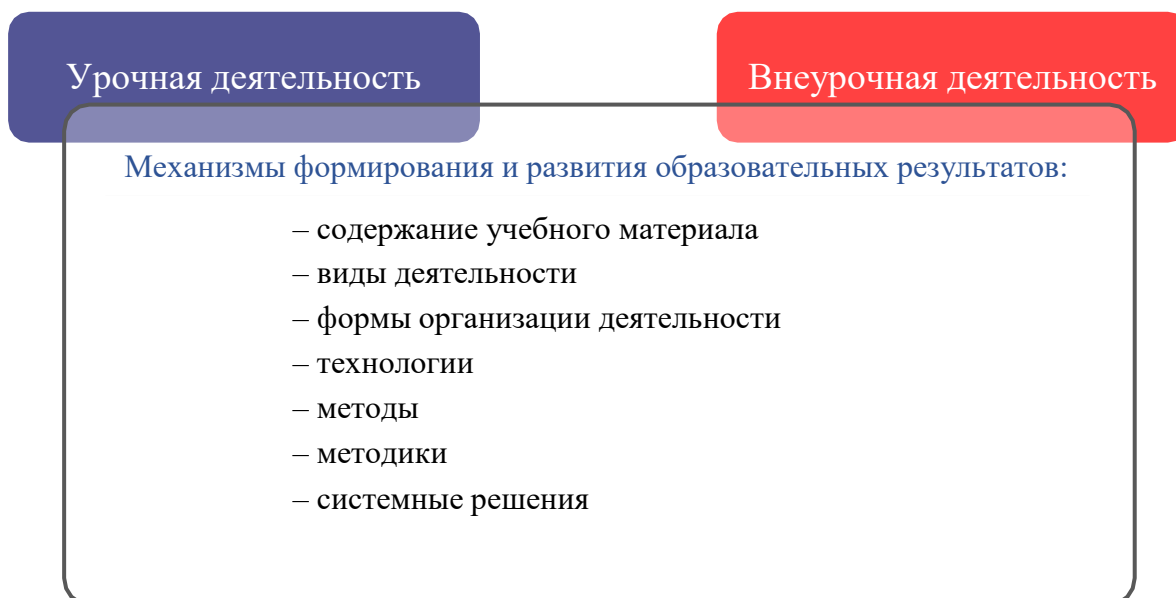 Урочная деятельность
Внеурочная деятельность
Механизмы формирования и развития образовательных результатов:
– содержание учебного материала
– виды деятельности
– формы организации деятельности
– технологии
– методы
– методики
– системные решения